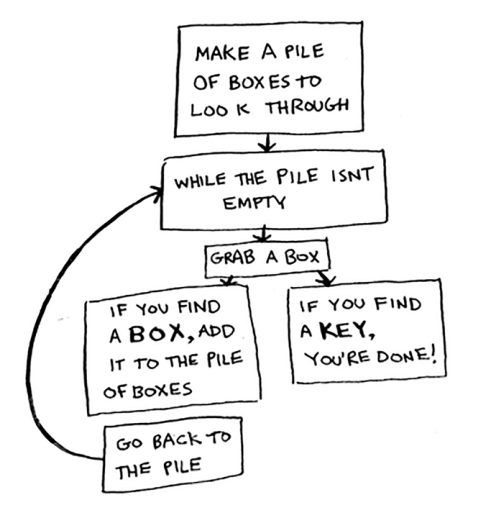 MAKE A PILE
OF BOXES TO
LOOK THROUGH
WHILE THE PILE ISNT
EMPTY
GRAB A BOX
IF YOU FIND
A BOX, ADD
IT TO THE PILE
OF BOXES
IF YOU FIND
A KEY,
YOU'RE DONE!
GO BACK TO
THE PILE